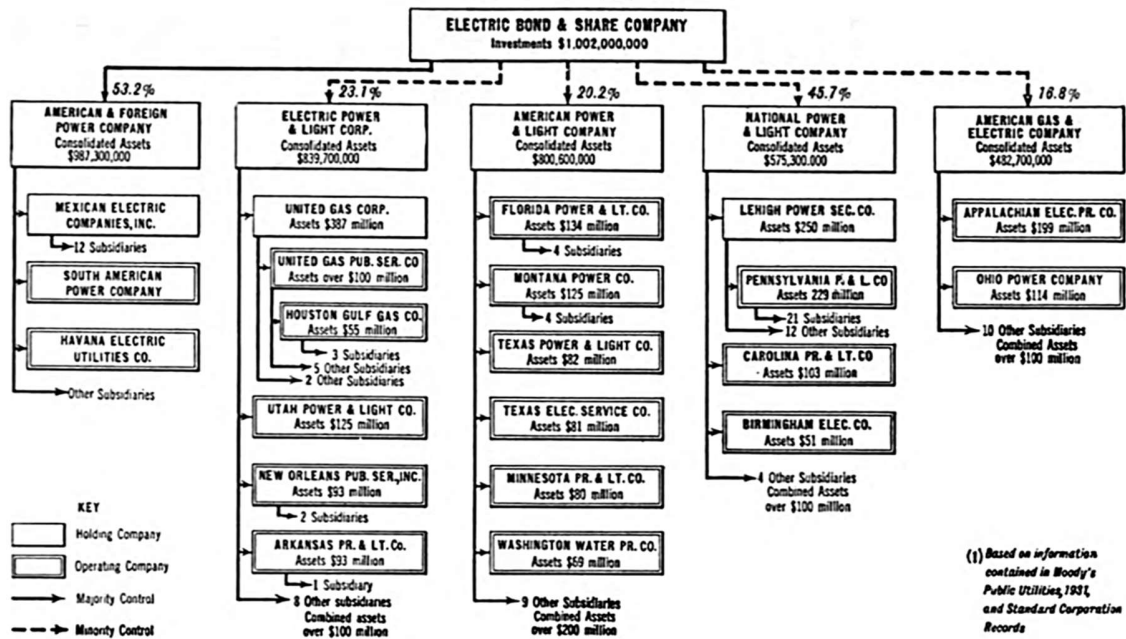 ELECTRIC BOND & SHARE COMPANY
Investments $1,002,000,000
53.2%
AMERICAN & FOREIGN
POWER COMPANY
Consolidated Assets
$987,300,000
MEXICAN ELECTRIC
COMPANIES, INC.
12 Subsidiaries
SOUTH AMERICAN
POWER COMPANY
HAVANA ELECTRIC
UTILITIES CO.
Other Subsidiaries
23.1%
ELECTRIC POWER
& LIGHT CORP.
Consolidated Assets
$839,700,000
UNITED GAS CORP.
Assets $387 million
UNITED GAS PUB. SER. CO
Assets over $100 million
HOUSTON GULF GAS CO.
Assets $55 million
3 Subsidiaries
5 Other Subsidiaries
2 Other Subsidiaries
UTAH POWER & LIGHT CO.
Assets $125 million
NEW ORLEANS PUB. SER., INC.
Assets $93 million
2 Subsidiaries
ARKANSAS PR. & LT. Co.
Assets $93 million
1 Subsidiary
8 Other subsidiaries
Combined assets
over $100 million
20.2%
AMERICAN POWER
& LIGHT COMPANY
Consolidated Assets
$800,600,000
FLORIDA POWER & LT. CO.
Assets $134 million
4 Subsidiaries
MONTANA POWER CO.
Assets $125 million
4 Subsidiaries
TEXAS POWER & LIGHT CO.
Assets $82 million
TEXAS ELEC. SERVICE CO.
Assets $81 million
MINNESOTA PR. & LT. CO.
Assets $80 million
WASHINGTON WATER PR. CO.
Assets $69 million
9 Other Subsidiaries
Combined Assets
over $200 million
45.7%
NATIONAL POWER
& LIGHT COMPANY
Consolidated Assets
$575,300,000
LEHIGH POWER SEC. CO.
Assets $250 million
PENNSYLVANIA P. & L. CO
Assets 229 million
21 Subsidiaries
12 Other Subsidiaries
CAROLINA PR. & LT. CO
Assets $103 million
BIRMINGHAM ELEC. CO.
Assets $51 million
4 Other Subsidiaries
Combined Assets
over $100 million
16.8%
AMERICAN GAS &
ELECTRIC COMPANY
Consolidated Assets
$482,700,000
APPALACHIAN ELEC. PR. CO.
Assets $199 million
OHIO POWER COMPANY
Assets $114 million
10 Other Subsidiaries
Combined Assets
over $100 million
KEY
Holding Company
Operating Company
Majority Control
Minority Control
(1) Based on information
contained in Moody's
Public Utilities, 1931,
and Standard Corporation
Records